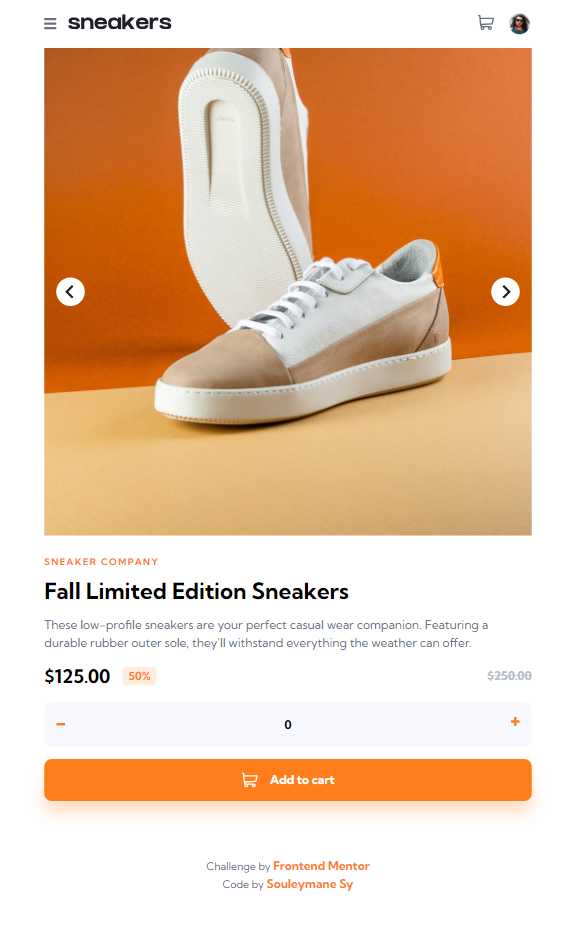 sneakers
SNEAKER COMPANY
Fall Limited Edition Sneakers
These low-profile sneakers are your perfect casual wear companion. Featuring a
durable rubber outer sole, they'll withstand everything the weather can offer.
$125.00 50% $250.00
− 0 +
Add to cart
Challenge by Frontend Mentor
Code by Souleymane Sy